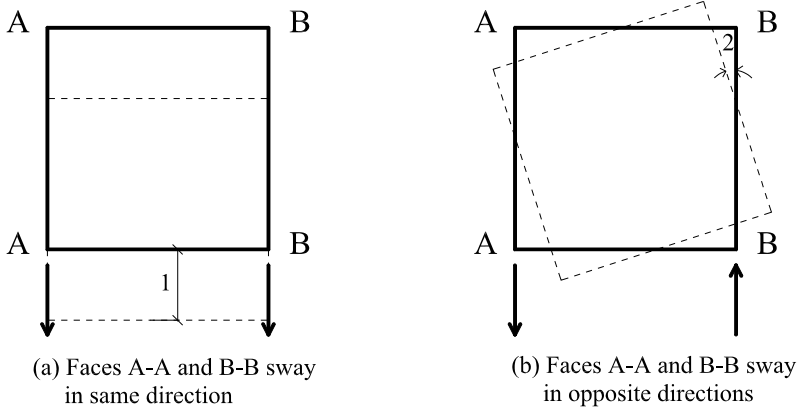 A B A B
2
A B A B
1
(a) Faces A-A and B-B sway
in same direction
(b) Faces A-A and B-B sway
in opposite directions